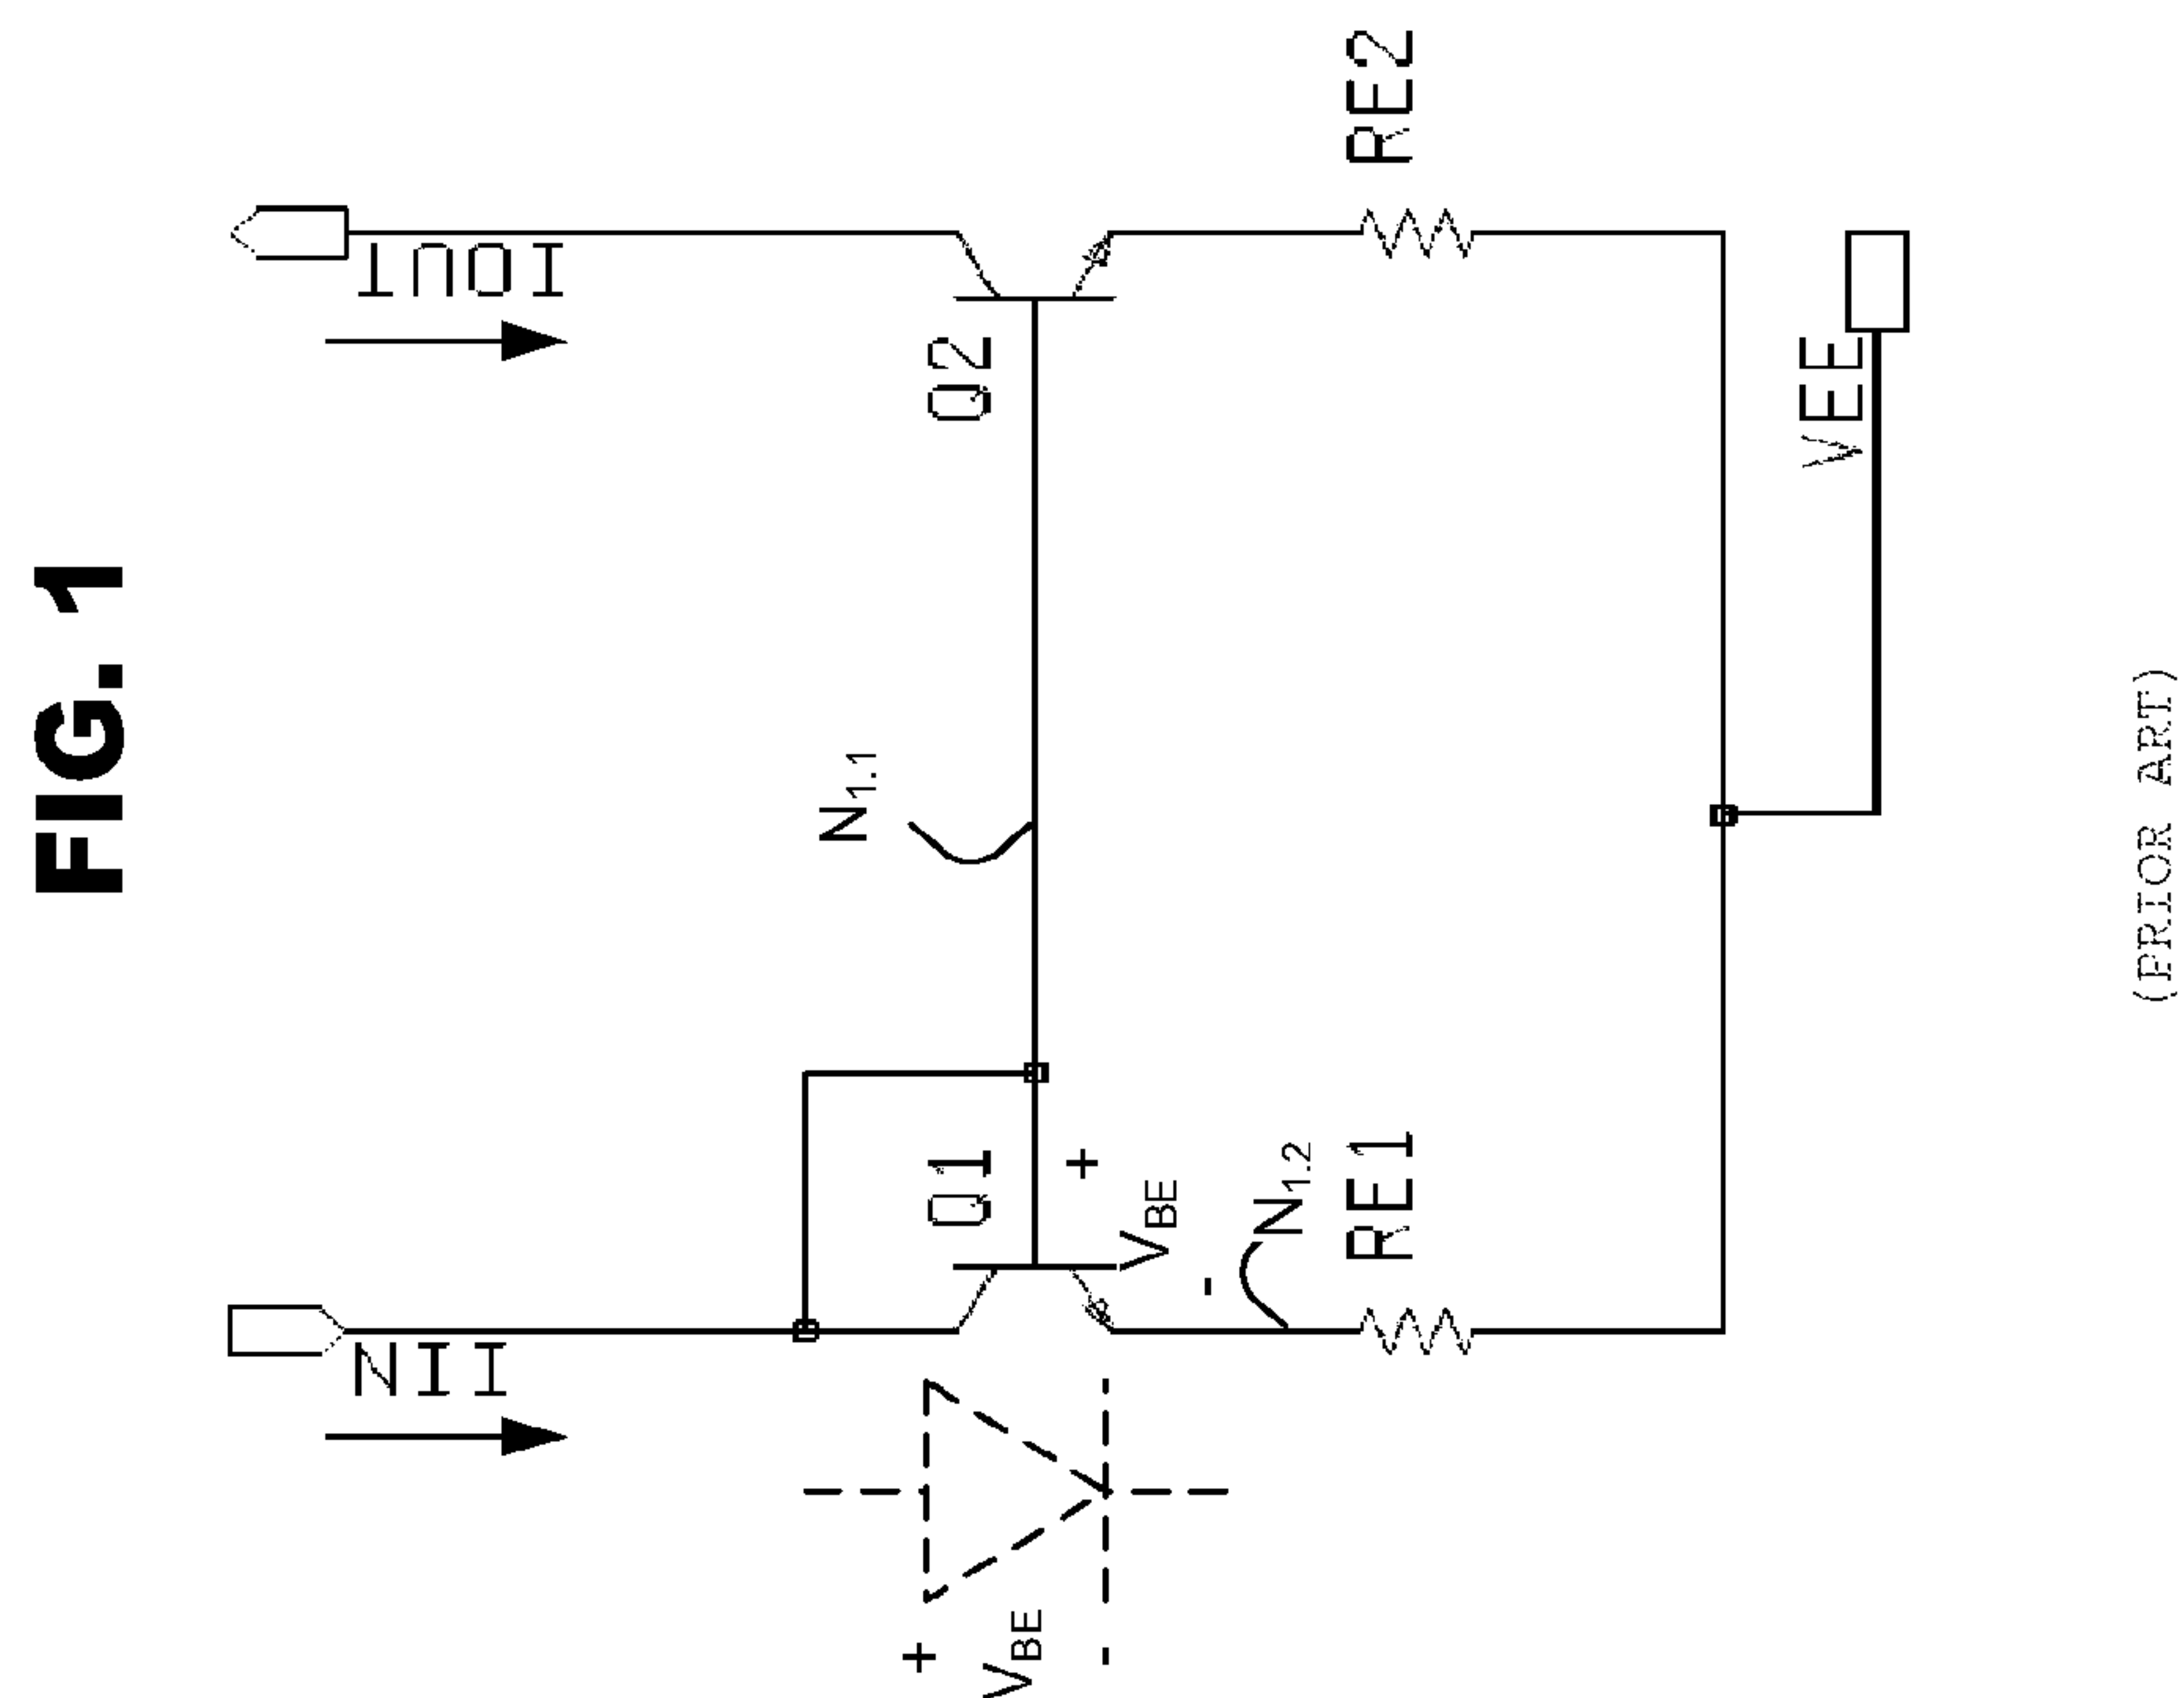 FIG. 1
IIN
IOUT
Q1
Q2
N1.1
+
VBE
-
+
VBE
-
N1.2
RE1
RE2
VEE
(PRIOR ART)